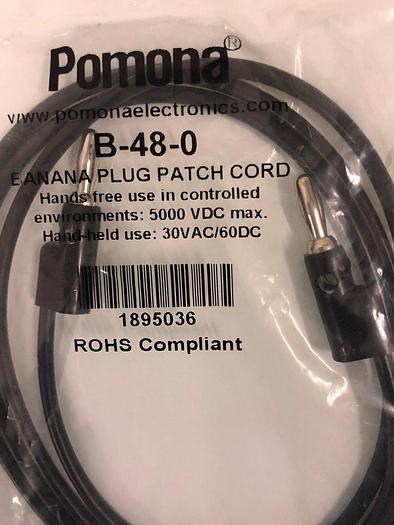 Pomona®
www.pomonaelectronics.com
B-48-0
BANANA PLUG PATCH CORD
Hands free use in controlled
environments: 5000 VDC max.
Hand-held use: 30VAC/60DC
1895036
ROHS Compliant